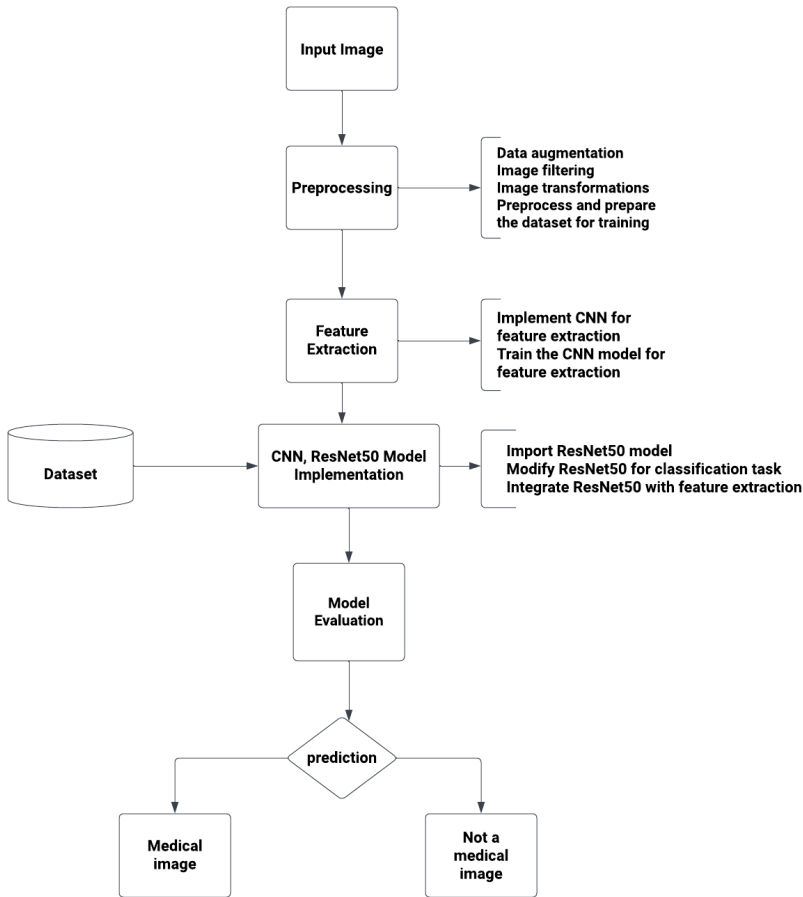 Input Image
Preprocessing
Data augmentation
Image filtering
Image transformations
Preprocess and prepare
the dataset for training
Feature
Extraction
Implement CNN for
feature extraction
Train the CNN model for
feature extraction
Dataset
CNN, ResNet50 Model
Implementation
Import ResNet50 model
Modify ResNet50 for classification task
Integrate ResNet50 with feature extraction
Model
Evaluation
prediction
Medical
image
Not a
medical
image